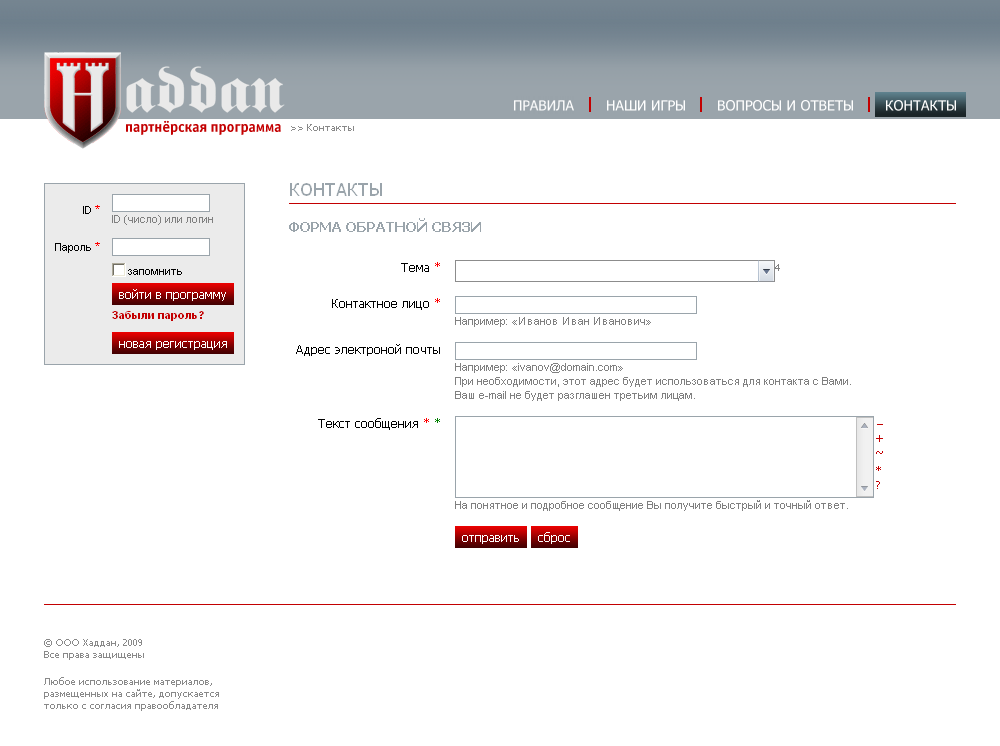 Наддан
партнёрская программа
>> Контакты
ПРАВИЛА
НАШИ ИГРЫ
ВОПРОСЫ И ОТВЕТЫ
КОНТАКТЫ
ID *
ID (число) или логин
Пароль *
запомнить
войти в программу
Забыли пароль?
новая регистрация
КОНТАКТЫ
ФОРМА ОБРАТНОЙ СВЯЗИ
Тема *
4
Контактное лицо *
Например: «Иванов Иван Иванович»
Адрес электроной почты
Например: «ivanov@domain.com»
При необходимости, этот адрес будет использоваться для контакта с Вами.
Ваш e-mail не будет разглашен третьим лицам.
Текст сообщения * *
–
+
~
*
?
На понятное и подробное сообщение Вы получите быстрый и точный ответ.
отправить сброс
© ООО Хаддан, 2009
Все права защищены
Любое использование материалов,
размещенных на сайте, допускается
только с согласия правообладателя